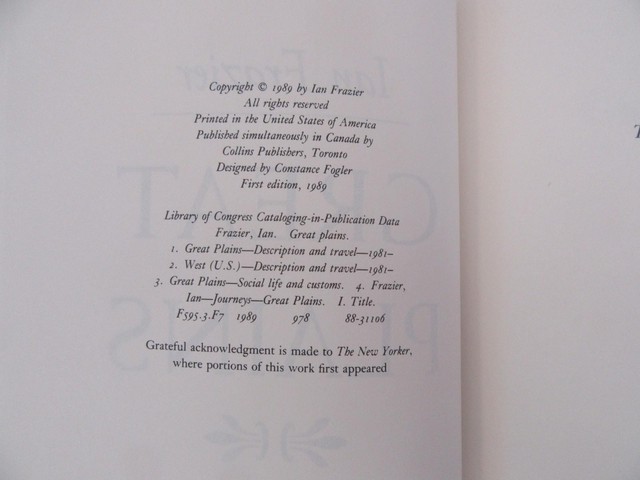 Copyright © 1989 by Ian Frazier
All rights reserved
Printed in the United States of America
Published simultaneously in Canada by
Collins Publishers, Toronto
Designed by Constance Fogler
First edition, 1989
Library of Congress Cataloging-in-Publication Data
Frazier, Ian. Great plains.
1. Great Plains—Description and travel—1981–
2. West (U.S.)—Description and travel—1981–
3. Great Plains—Social life and customs. 4. Frazier,
Ian—Journeys—Great Plains. I. Title.
F595.3.F7 1989 978 88-31106
Grateful acknowledgment is made to The New Yorker,
where portions of this work first appeared
Ian Frazier
GREAT
PLAINS